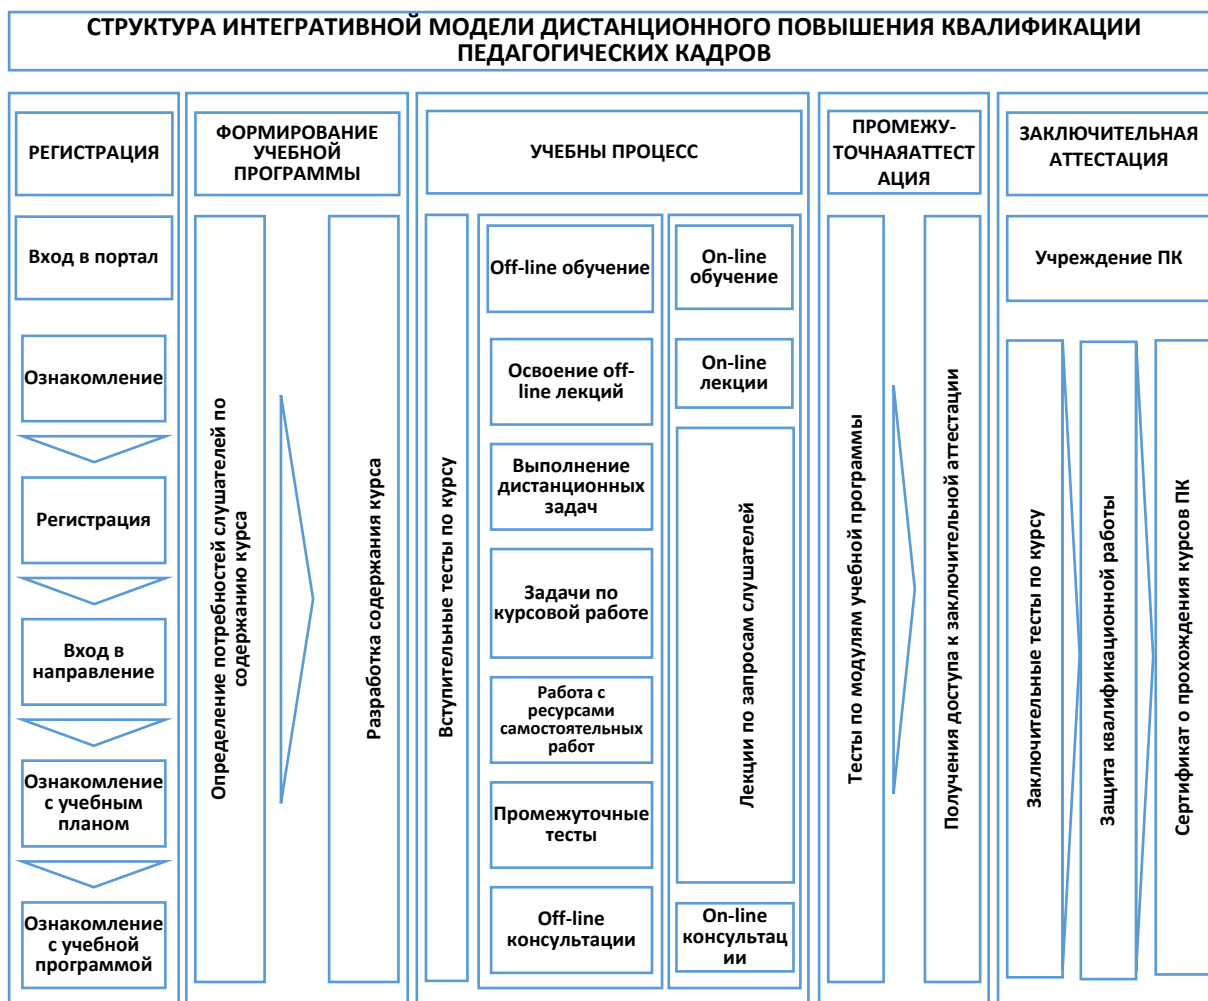 СТРУКТУРА ИНТЕГРАТИВНОЙ МОДЕЛИ ДИСТАНЦИОННОГО ПОВЫШЕНИЯ КВАЛИФИКАЦИИ
ПЕДАГОГИЧЕСКИХ КАДРОВ
РЕГИСТРАЦИЯ
Вход в портал
Ознакомление
Регистрация
Вход в
направление
Ознакомление
с учебным
планом
Ознакомление
с учебной
программой
ФОРМИРОВАНИЕ
УЧЕБНОЙ
ПРОГРАММЫ
Определение потребностей слушателей по
содержанию курса
Разработка содержания курса
УЧЕБНЫ ПРОЦЕСС
Вступительные тесты по курсу
Off-line обучение
Освоение off-
line лекций
Выполнение
дистанционных
задач
Задачи по
курсовой работе
Работа с
ресурсами
самостоятельных
работ
Промежуточные
тесты
Off-line
консультации
On-line
обучение
On-line
лекции
Лекции по запросам слушателей
On-line
консультац
ии
ПРОМЕЖУ-
ТОЧНАЯАТТЕСТ
АЦИЯ
Тесты по модулям учебной программы
Получения доступа к заключительной аттестации
ЗАКЛЮЧИТЕЛЬНАЯ
АТТЕСТАЦИЯ
Учреждение ПК
Заключительные тесты по курсу
Защита квалификационной работы
Сертификат о прохождения курсов ПК